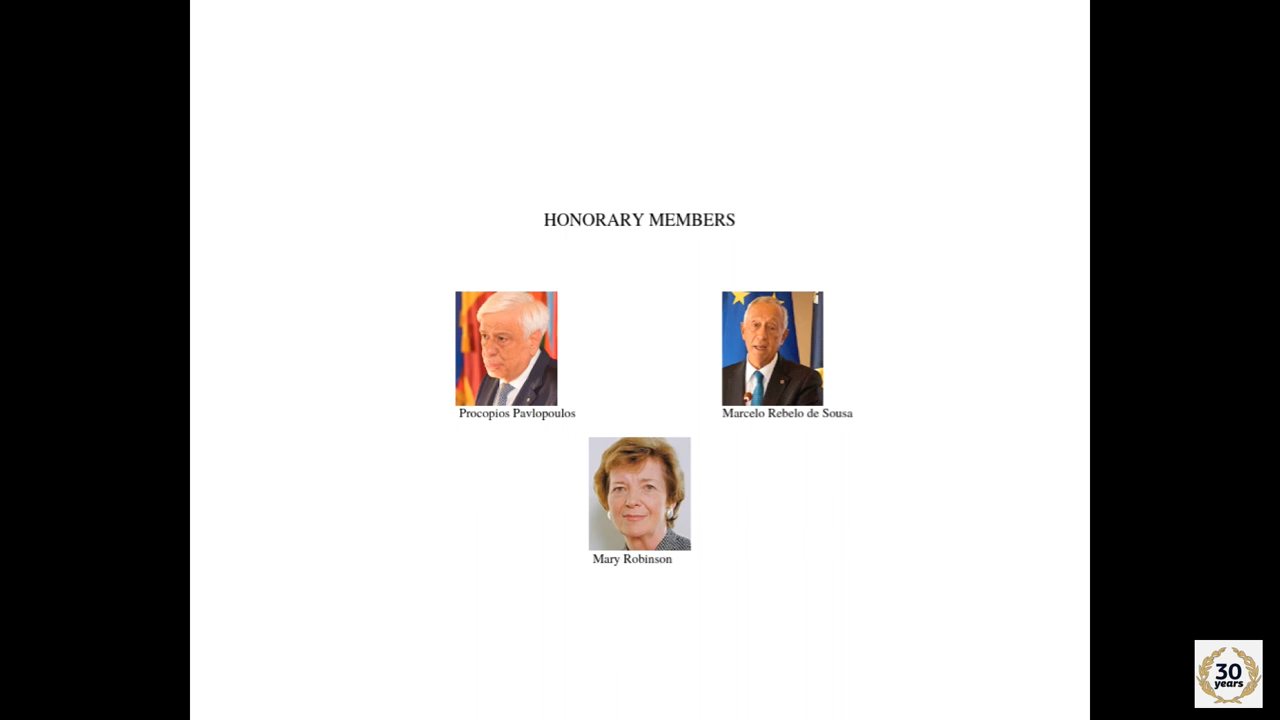 HONORARY MEMBERS
Procopios Pavlopoulos
Marcelo Rebelo de Sousa
Mary Robinson
30
years